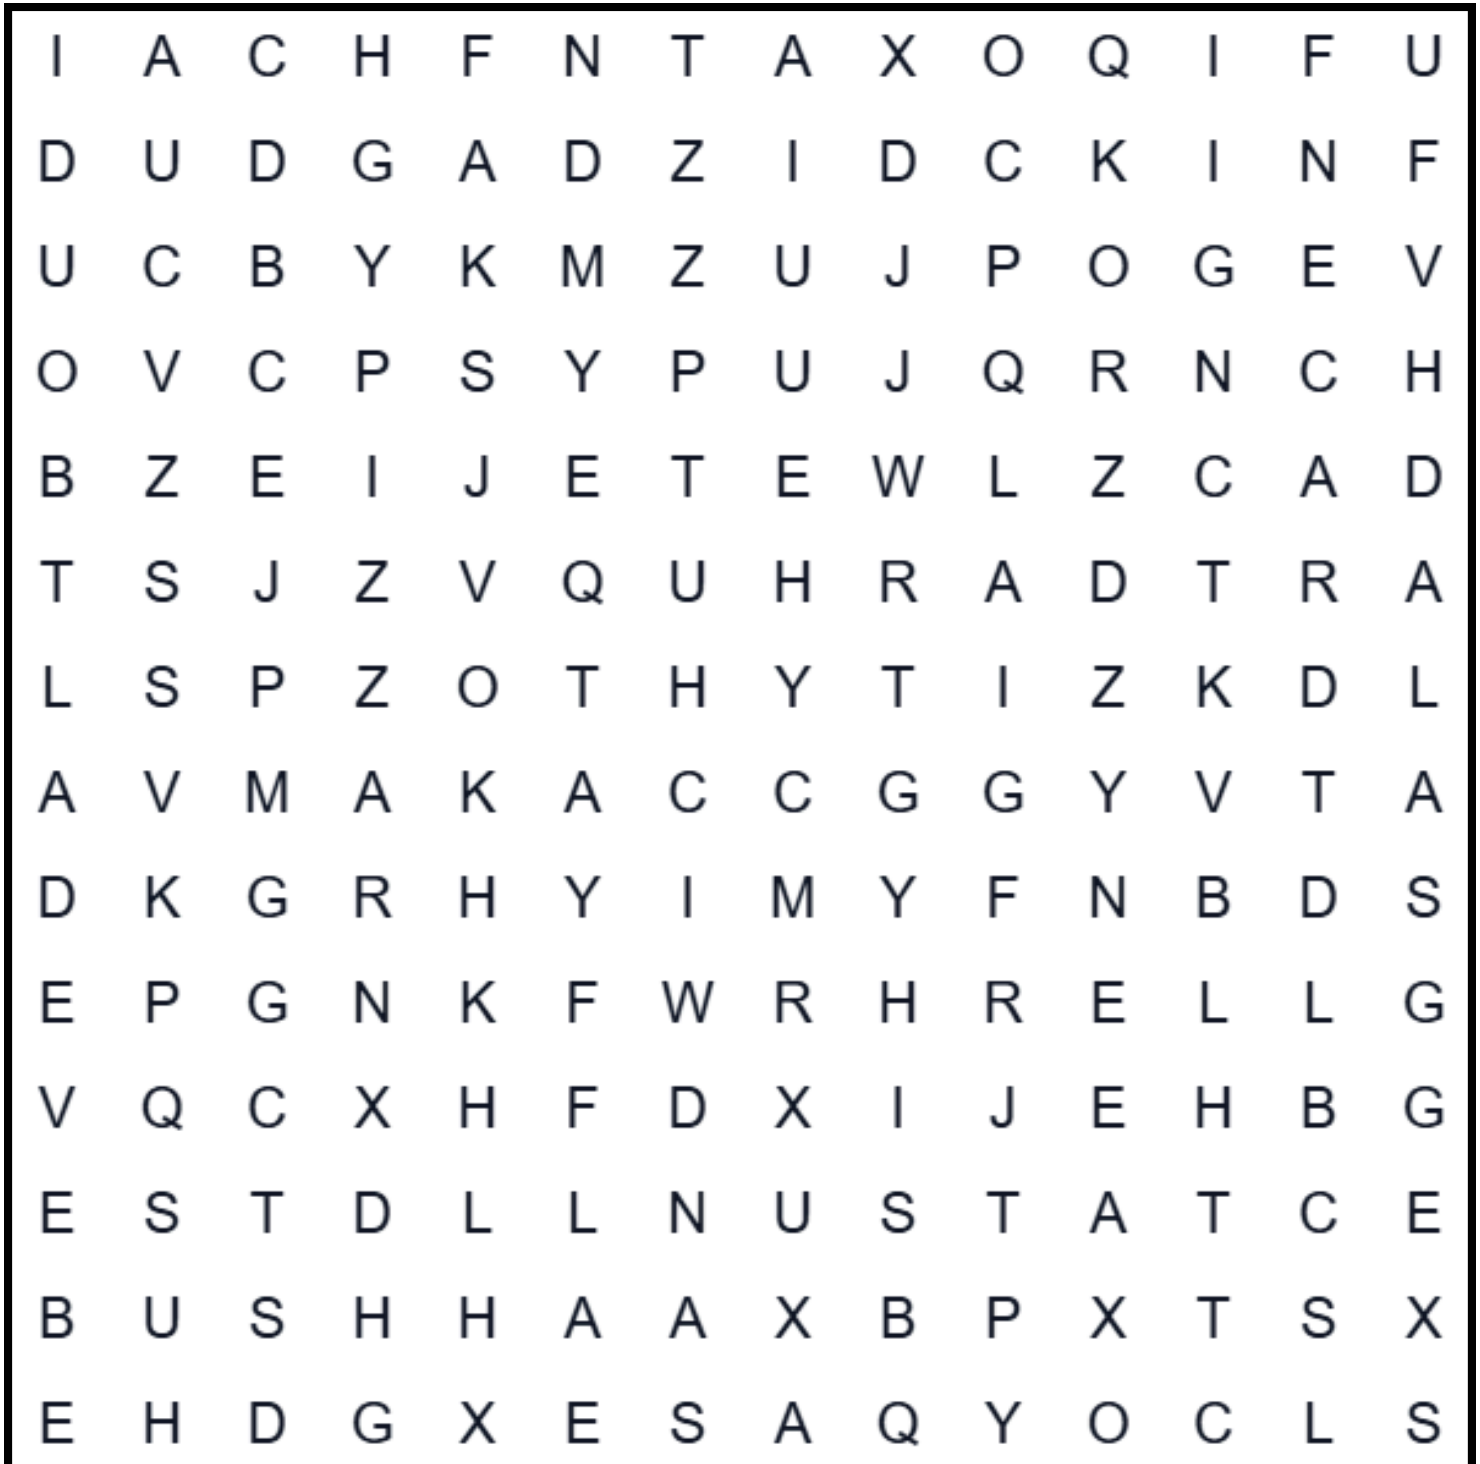 I A C H F N T A X O Q I F U
D U D G A D Z I D C K I N F
U C B Y K M Z U J P O G E V
O V C P S Y P U J Q R N C H
B Z E I J E T E W L Z C A D
T S J Z V Q U H R A D T R A
L S P Z O T H Y T I Z K D L
A V M A K A C C G G Y V T A
D K G R H Y I M Y F N B D S
E P G N K F W R H R E L L G
V Q C X H F D X I J E H B G
E S T D L L N U S T A T C E
B U S H H A A X B P X T S X
E H D G X E S A Q Y O C L S